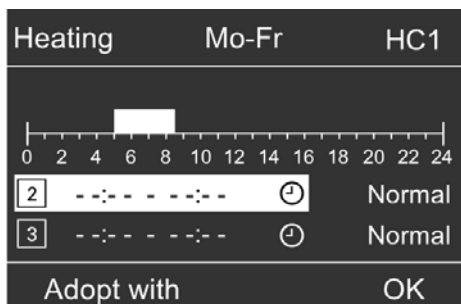 Heating Mo-Fr HC1
0 2 4 6 8 10 12 14 16 18 20 22 24
2 --:-- - --:-- Normal
3 --:-- - --:-- Normal
Adopt with OK